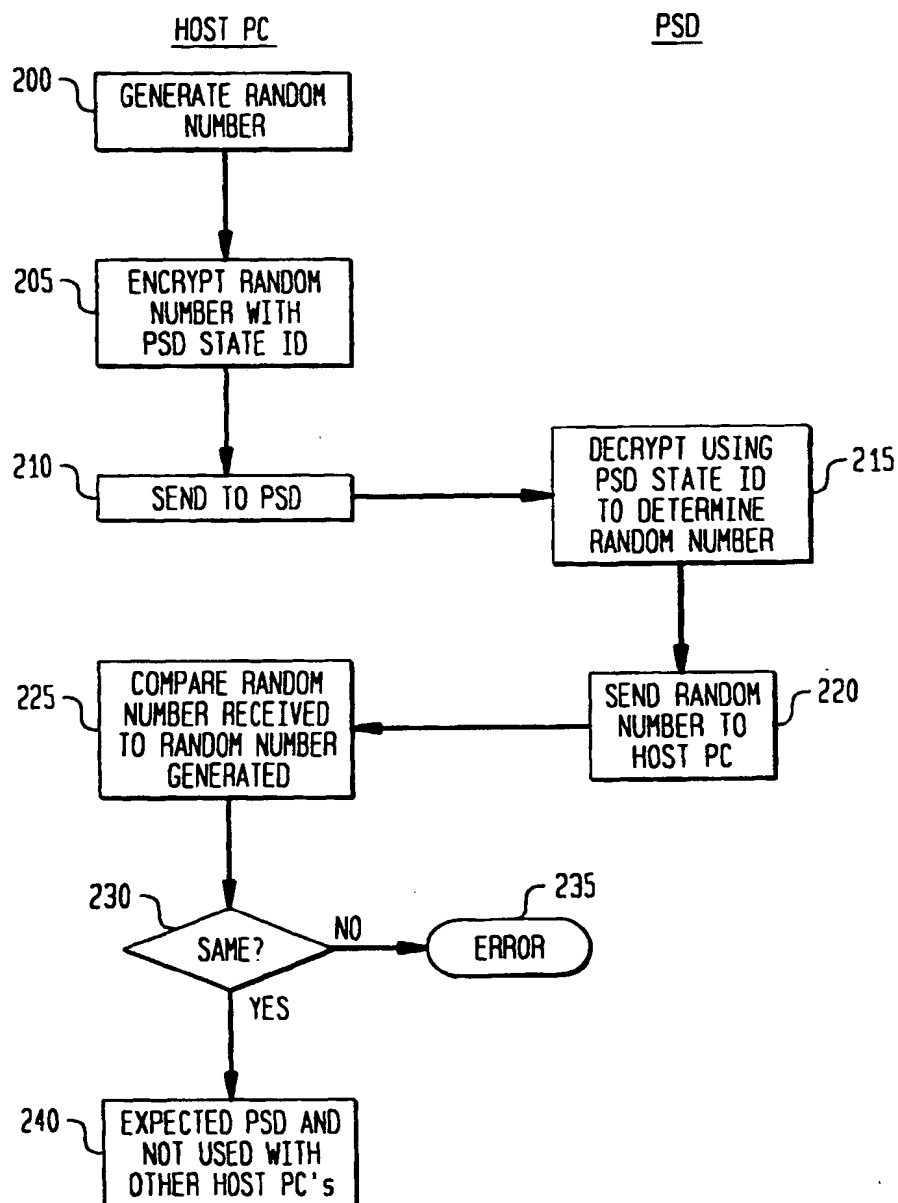 HOST PC
PSD
200
GENERATE RANDOM
NUMBER
205
ENCRYPT RANDOM
NUMBER WITH
PSD STATE ID
210
SEND TO PSD
DECRYPT USING
PSD STATE ID
TO DETERMINE
RANDOM NUMBER
215
225
COMPARE RANDOM
NUMBER RECEIVED
TO RANDOM NUMBER
GENERATED
SEND RANDOM
NUMBER TO
HOST PC
220
230
SAME?
NO
YES
235
ERROR
240
EXPECTED PSD AND
NOT USED WITH
OTHER HOST PC's